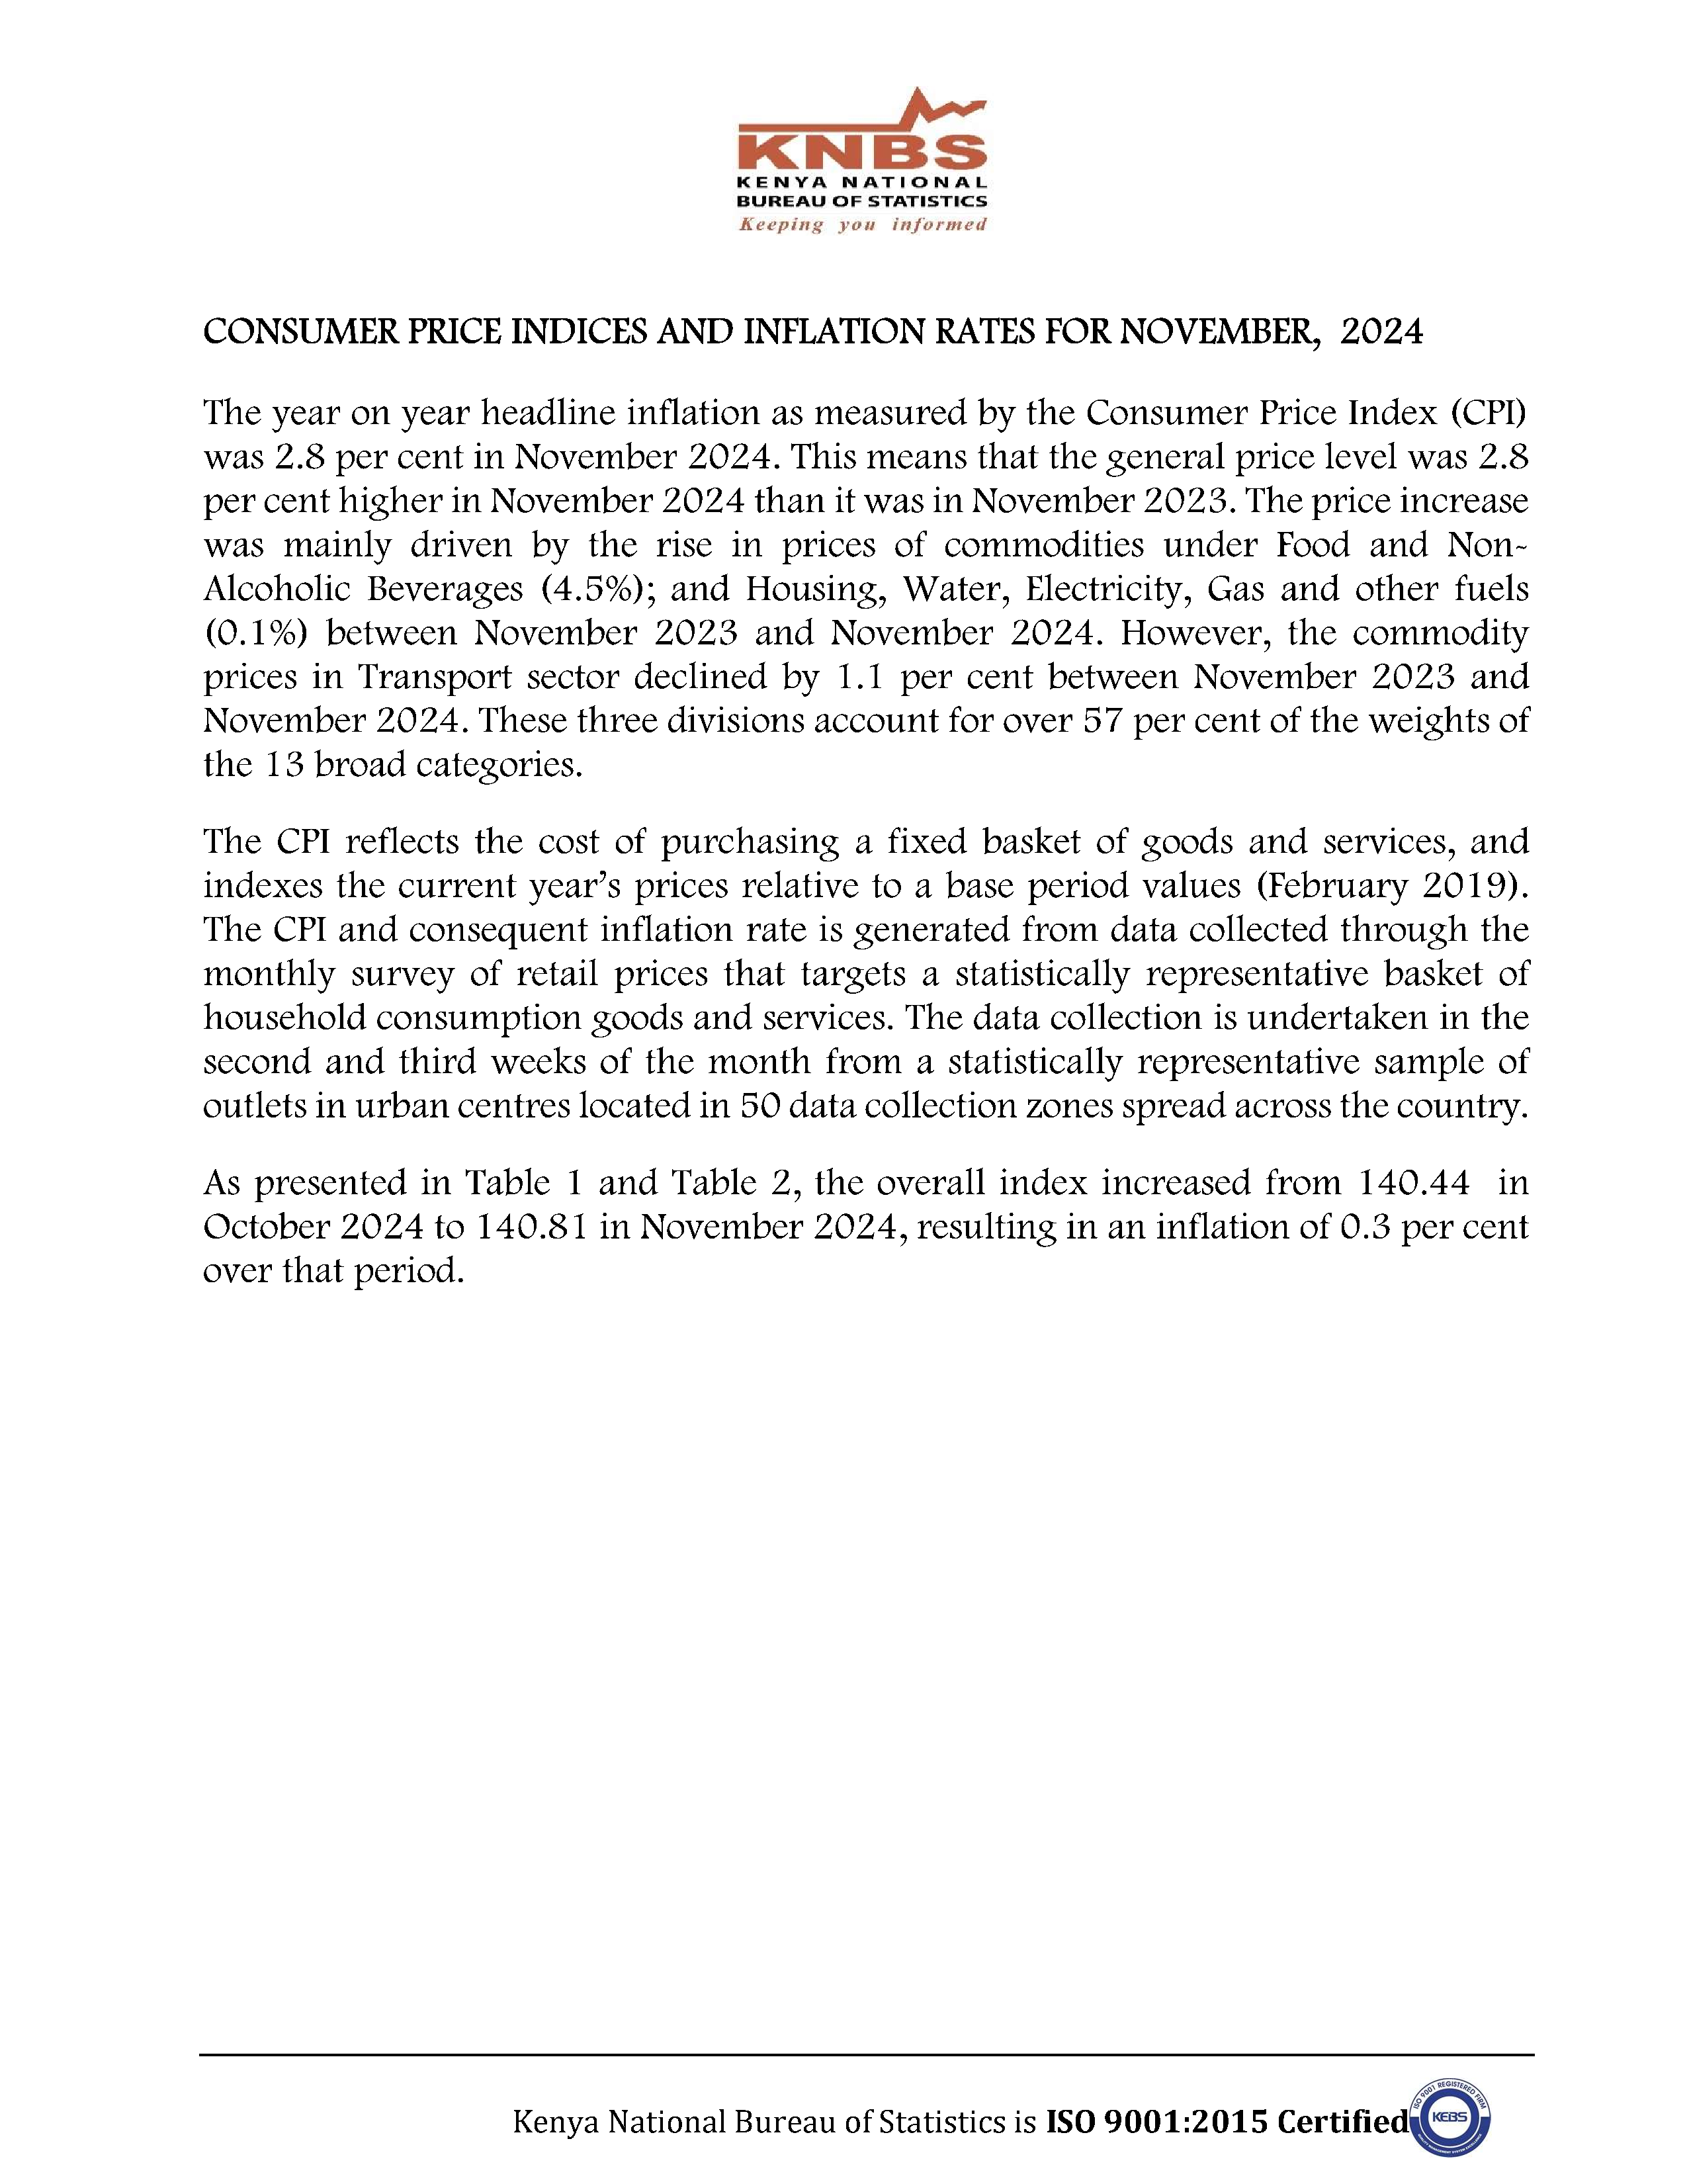 KNBS
KENYA NATIONAL
BUREAU OF STATISTICS
Keeping you informed
CONSUMER PRICE INDICES AND INFLATION RATES FOR NOVEMBER, 2024
The year on year headline inflation as measured by the Consumer Price Index (CPI)
was 2.8 per cent in November 2024. This means that the general price level was 2.8
per cent higher in November 2024 than it was in November 2023. The price increase
was mainly driven by the rise in prices of commodities under Food and Non-
Alcoholic Beverages (4.5%); and Housing, Water, Electricity, Gas and other fuels
(0.1%) between November 2023 and November 2024. However, the commodity
prices in Transport sector declined by 1.1 per cent between November 2023 and
November 2024. These three divisions account for over 57 per cent of the weights of
the 13 broad categories.
The CPI reflects the cost of purchasing a fixed basket of goods and services, and
indexes the current year’s prices relative to a base period values (February 2019).
The CPI and consequent inflation rate is generated from data collected through the
monthly survey of retail prices that targets a statistically representative basket of
household consumption goods and services. The data collection is undertaken in the
second and third weeks of the month from a statistically representative sample of
outlets in urban centres located in 50 data collection zones spread across the country.
As presented in Table 1 and Table 2, the overall index increased from 140.44 in
October 2024 to 140.81 in November 2024, resulting in an inflation of 0.3 per cent
over that period.
Kenya National Bureau of Statistics is ISO 9001:2015 Certified
ISO 9001 REGISTERED FIRM
KEBS